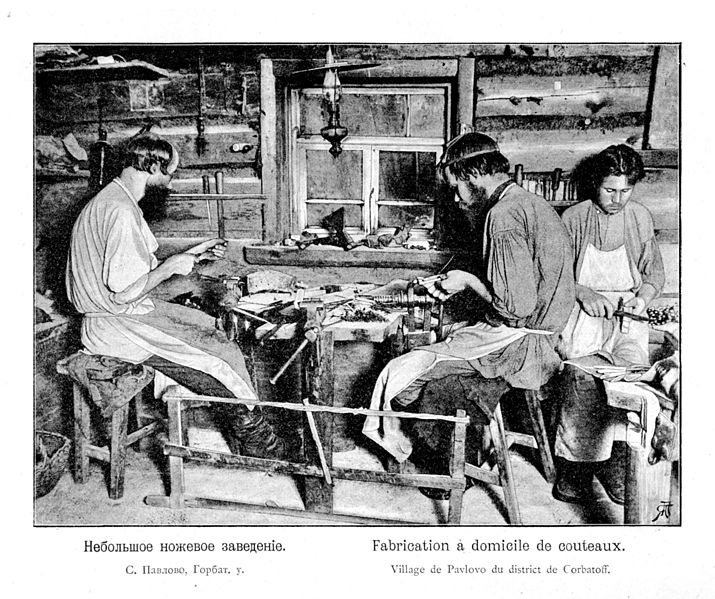 Небольшое ножевое заведеніе.
С. Павлово, Горбат. у.
Fabrication à domicile de couteaux.
Village de Pavlovo du district de Corbatoff.